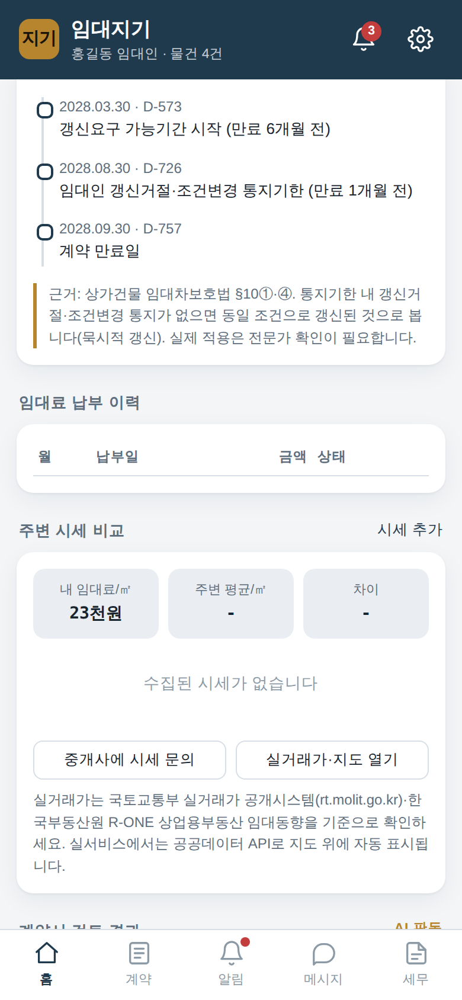 지기
임대지기
홍길동 임대인 · 물건 4건
3
2028.03.30 · D-573
갱신요구 가능기간 시작 (만료 6개월 전)
2028.08.30 · D-726
임대인 갱신거절·조건변경 통지기한 (만료 1개월 전)
2028.09.30 · D-757
계약 만료일
근거: 상가건물 임대차보호법 §10①·④. 통지기한 내 갱신거
절·조건변경 통지가 없으면 동일 조건으로 갱신된 것으로 봅
니다(묵시적 갱신). 실제 적용은 전문가 확인이 필요합니다.
임대료 납부 이력
월 납부일 금액 상태
주변 시세 비교
시세 추가
내 임대료/㎡ 주변 평균/㎡ 차이
23천원 - -
수집된 시세가 없습니다
중개사에 시세 문의 실거래가·지도 열기
실거래가는 국토교통부 실거래가 공개시스템(rt.molit.go.kr)·한
국부동산원 R-ONE 상업용부동산 임대동향을 기준으로 확인하
세요. 실서비스에서는 공공데이터 API로 지도 위에 자동 표시됩
니다.
홈 계약 알림 메시지 세무